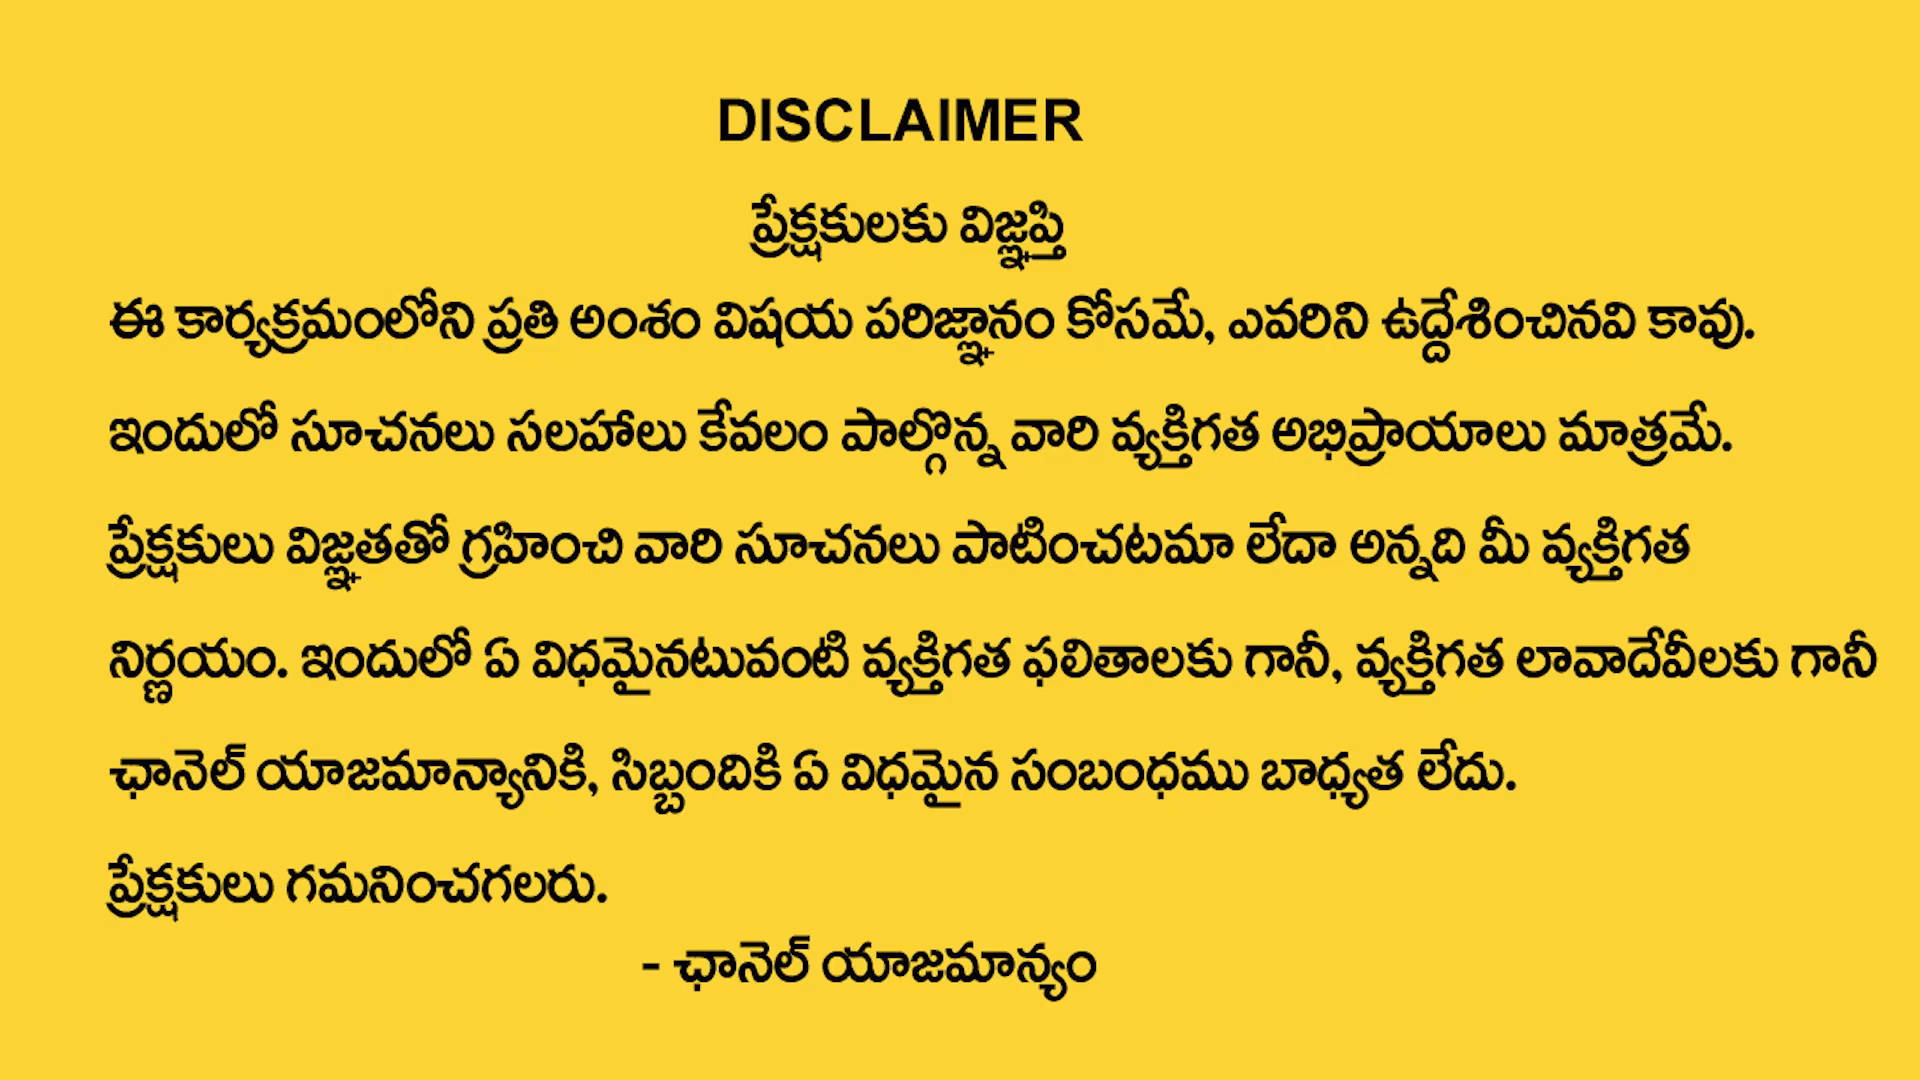 DISCLAIMER
ప్రేక్షకులకు విజ్ఞప్తి
ఈ కార్యక్రమంలోని ప్రతి అంశం విషయ పరిజ్ఞానం కోసమే, ఎవరిని ఉద్దేశించినవి కావు.
ఇందులో సూచనలు సలహాలు కేవలం పాల్గొన్న వారి వ్యక్తిగత అభిప్రాయాలు మాత్రమే.
ప్రేక్షకులు విజ్ఞతతో గ్రహించి వారి సూచనలు పాటించటమా లేదా అన్నది మీ వ్యక్తిగత
నిర్ణయం. ఇందులో ఏ విధమైనటువంటి వ్యక్తిగత ఫలితాలకు గానీ, వ్యక్తిగత లావాదేవీలకు గానీ
ఛానెల్ యాజమాన్యానికి, సిబ్బందికి ఏ విధమైన సంబంధము బాధ్యత లేదు.
ప్రేక్షకులు గమనించగలరు.
- ఛానెల్ యాజమాన్యం